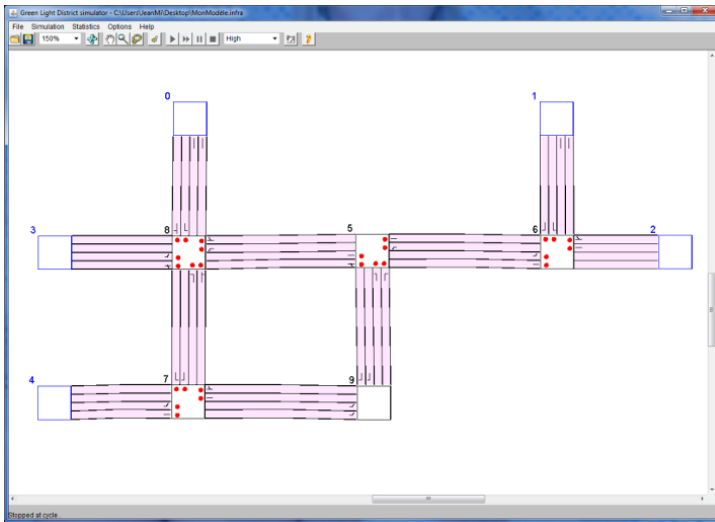 Green Light District simulator - C:\Users\JeanMi\Desktop\MonModèle.infra
File Simulation Statistics Options Help
150% High
0 1
3 8 5 6 2
4 7 9
Stopped at cycle .